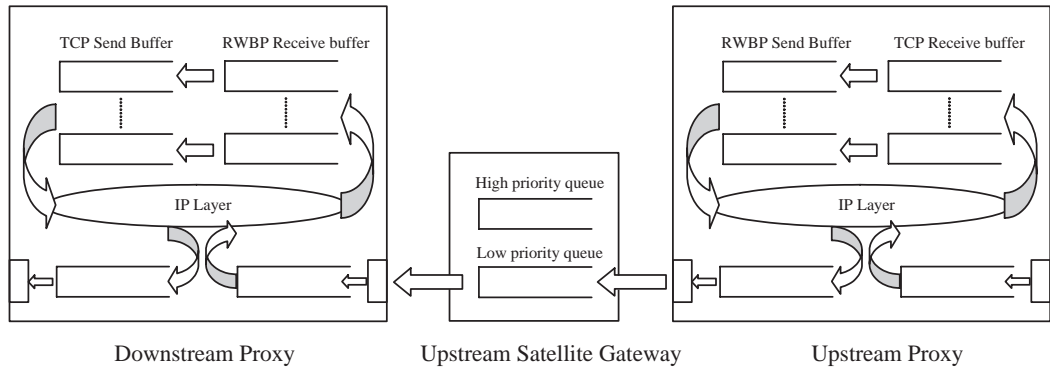 TCP Send Buffer
RWBP Receive buffer
IP Layer
Downstream Proxy
High priority queue
Low priority queue
Upstream Satellite Gateway
RWBP Send Buffer
TCP Receive buffer
IP Layer
Upstream Proxy